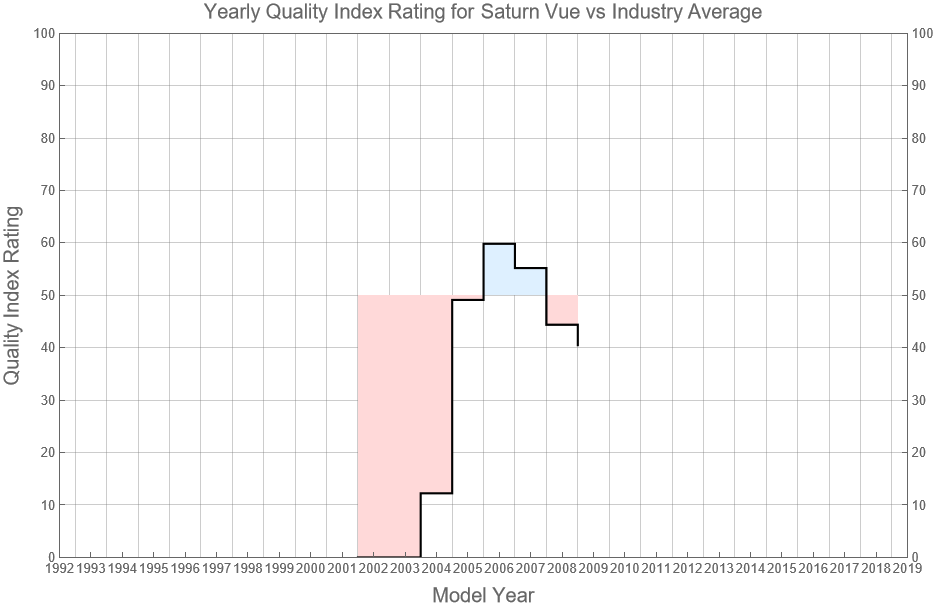 Yearly Quality Index Rating for Saturn Vue vs Industry Average
100 100
90 90
80 80
70 70
60 60
50 50
40 40
30 30
20 20
10 10
0 0
Quality Index Rating
1992 1993 1994 1995 1996 1997 1998 1999 2000 2001 2002 2003 2004 2005 2006 2007 2008 2009 2010 2011 2012 2013 2014 2015 2016 2017 2018 2019
Model Year